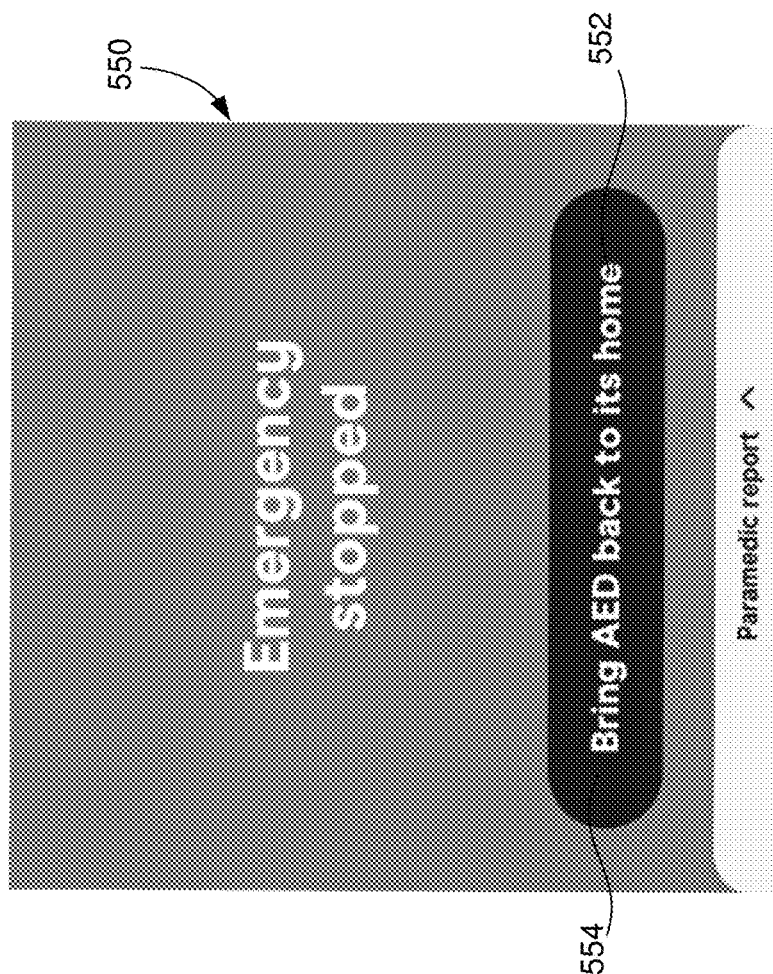 550
Emergency
stopped
552
Bring AED back to its home
554
Paramedic report